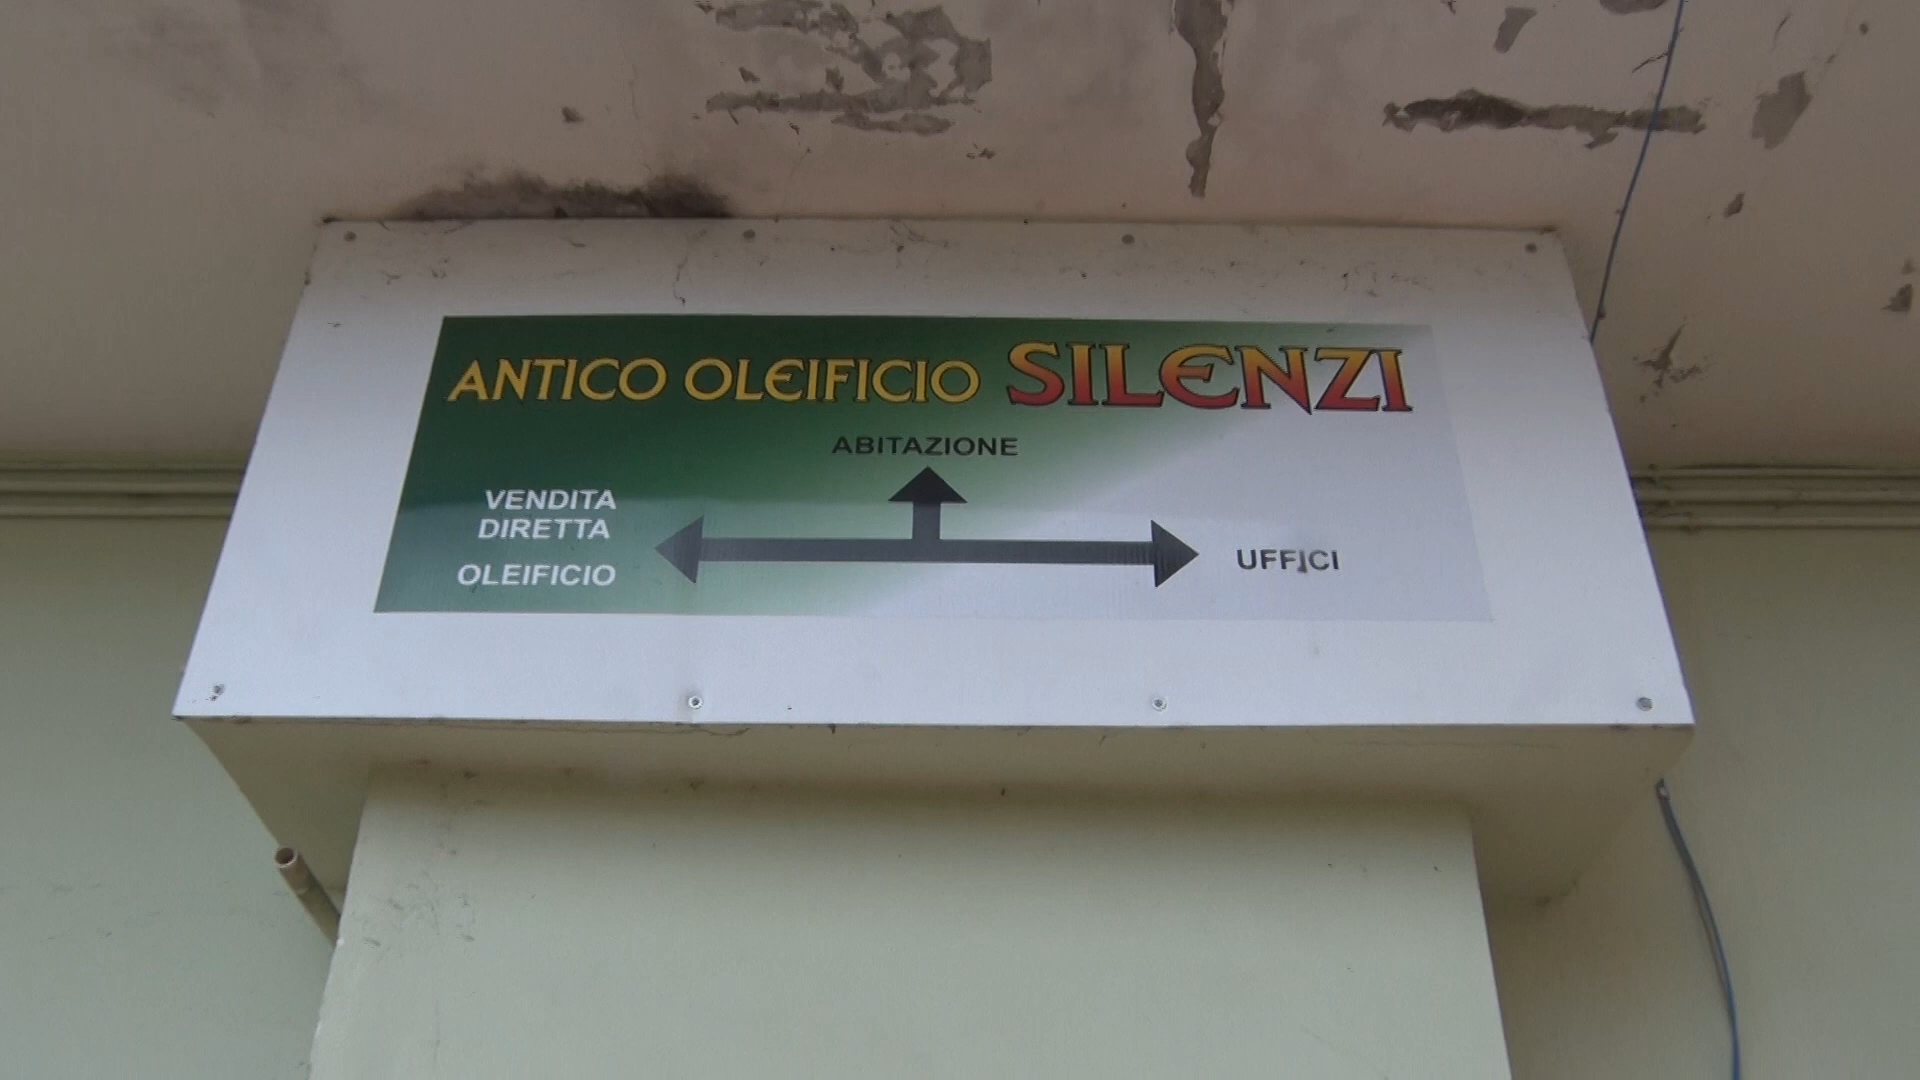 ANTICO OLEIFICIO SILENZI
ABITAZIONE
VENDITA
DIRETTA
OLEIFICIO
UFFICI